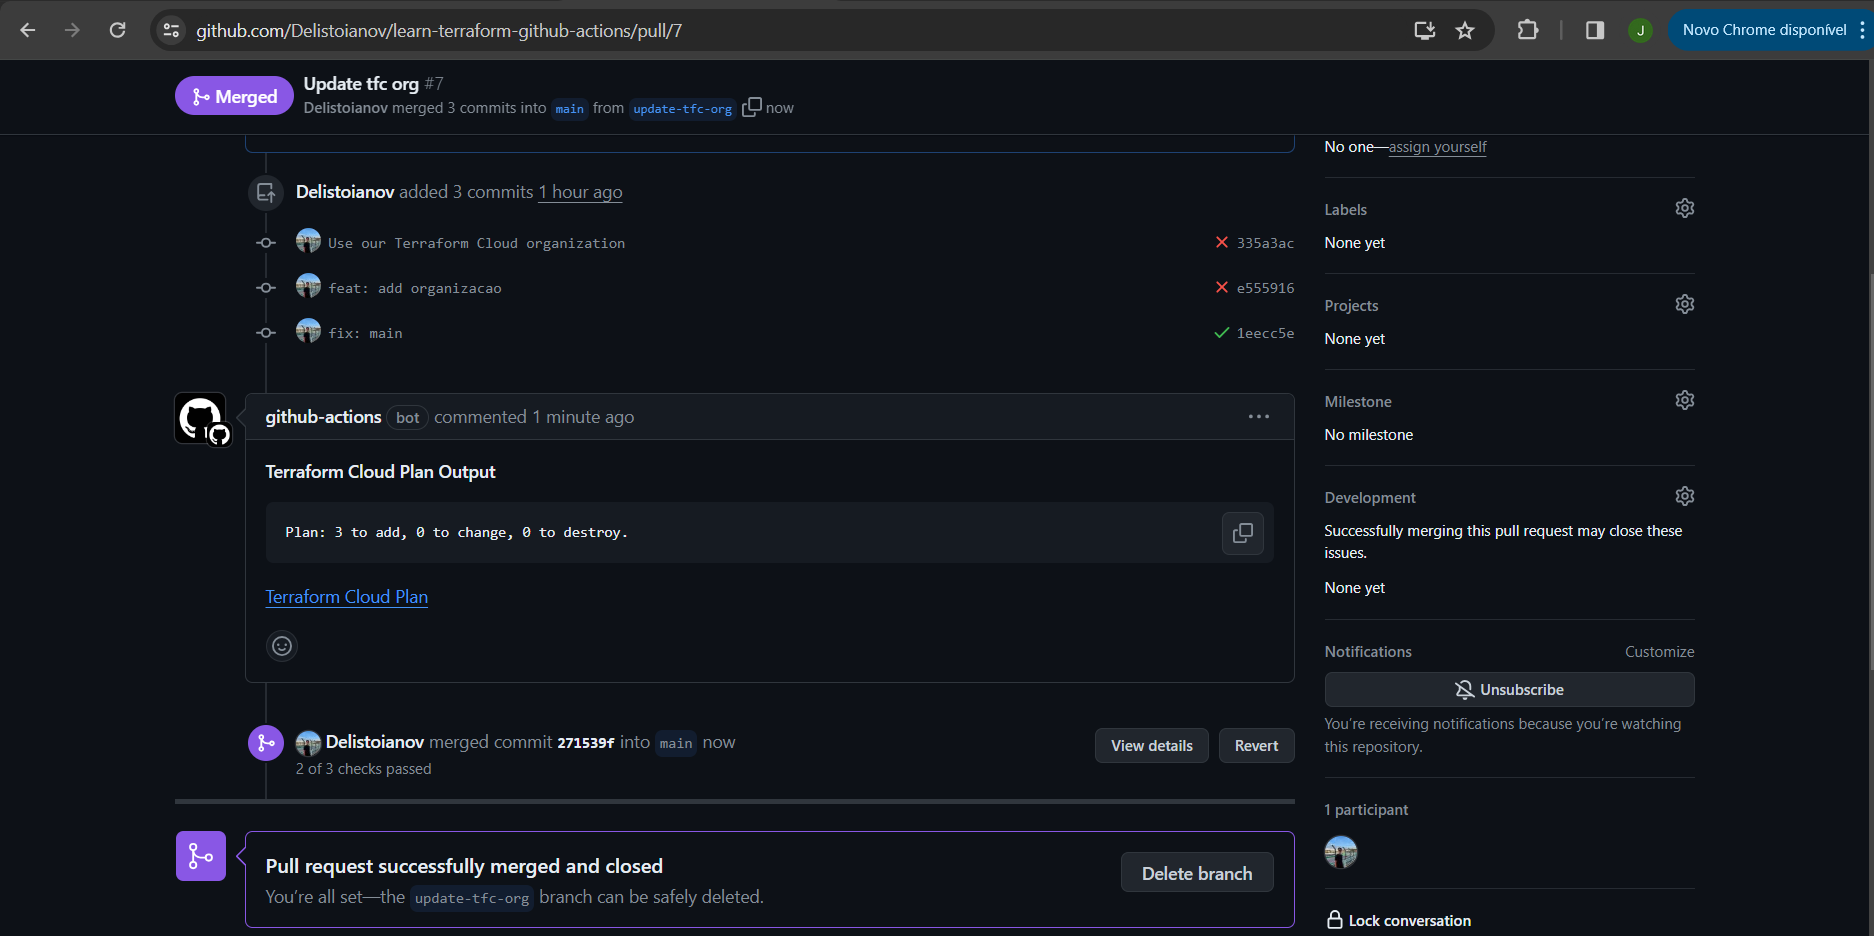 github.com/Delistoianov/learn-terraform-github-actions/pull/7
J
Novo Chrome disponível
Merged
Update tfc org #7
Delistoianov merged 3 commits into main from update-tfc-org now
No one—assign yourself
Delistoianov added 3 commits 1 hour ago
Use our Terraform Cloud organization 335a3ac
feat: add organizacao e555916
fix: main 1eecc5e
github-actions bot commented 1 minute ago
Terraform Cloud Plan Output
Plan: 3 to add, 0 to change, 0 to destroy.
Terraform Cloud Plan
Delistoianov merged commit 271539f into main now
2 of 3 checks passed
View details
Revert
Pull request successfully merged and closed
You're all set—the update-tfc-org branch can be safely deleted.
Delete branch
Labels
None yet
Projects
None yet
Milestone
No milestone
Development
Successfully merging this pull request may close these
issues.
None yet
Notifications
Customize
Unsubscribe
You're receiving notifications because you're watching
this repository.
1 participant
Lock conversation